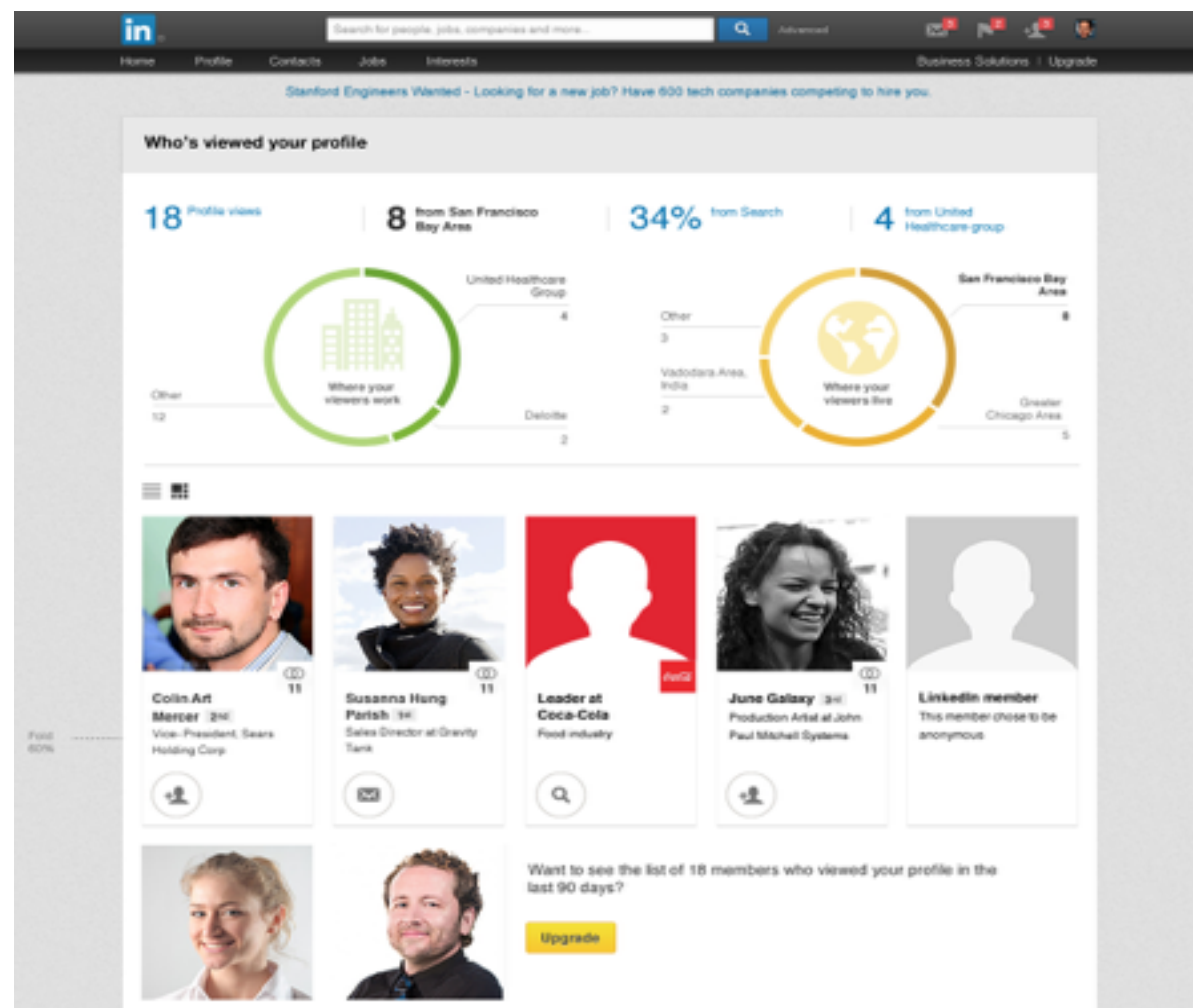 in
Search for people, jobs, companies and more...
Advanced
Home Profile Contacts Jobs Interests
Business Solutions | Upgrade
Stanford Engineers Wanted - Looking for a new job? Have 600 tech companies competing to hire you.
Who's viewed your profile
18 Profile views
8 from San Francisco
Bay Area
34% from Search
4 from United
Healthcare group
United Healthcare
Group
4
Where your
viewers work
Other
12
Deloitte
2
San Francisco Bay
Area
8
Other
3
Vadodara Area,
India
2
Where your
viewers live
Greater
Chicago Area
5
11
Colin Art
Mercer 2nd
Vice- President, Sears
Holding Corp
11
Susanna Hung
Parish 1st
Sales Director at Gravity
Tank
Leader at
Coca-Cola
Food industry
11
June Galaxy
Production Artist at John
Paul Mitchell Systems
LinkedIn member
This member chose to be
anonymous
Fold
60%
Want to see the list of 18 members who viewed your profile in the
last 90 days?
Upgrade